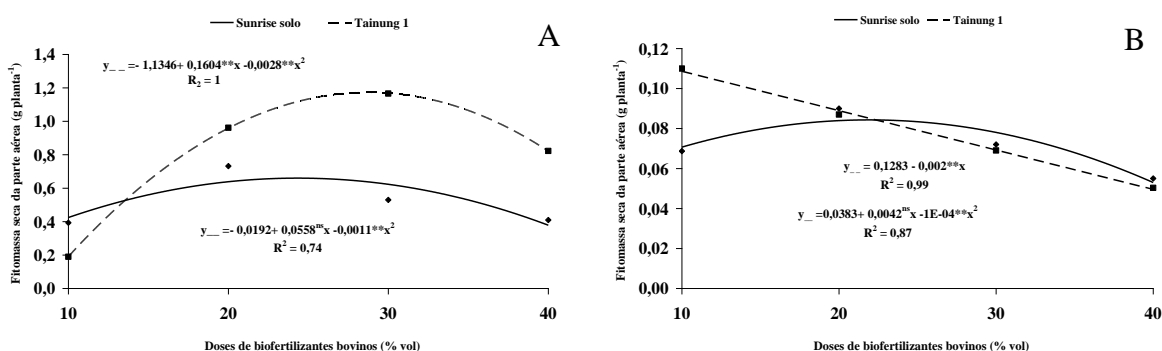 Sunrise solo Tainung 1
A
y_ _ =- 1,1346+ 0,1604**x -0,0028**x²
R₂ = 1
y__ =- 0,0192+ 0,0558ⁿˢx -0,0011**x²
R² = 0,74
Fitomassa seca da parte aérea (g planta⁻¹)
1,4
1,2
1,0
0,8
0,6
0,4
0,2
0,0
10 20 30 40
Doses de biofertilizantes bovinos (% vol)
Sunrise solo Tainung 1
B
y_ _ = 0,1283 - 0,002**x
R² = 0,99
y_ =0,0383+ 0,0042ⁿˢx -1E-04**x²
R² = 0,87
Fitomassa seca da parte aérea (g planta⁻¹)
0,12
0,10
0,08
0,06
0,04
0,02
0,00
10 20 30 40
Doses de biofertilizantes bovinos (% vol)